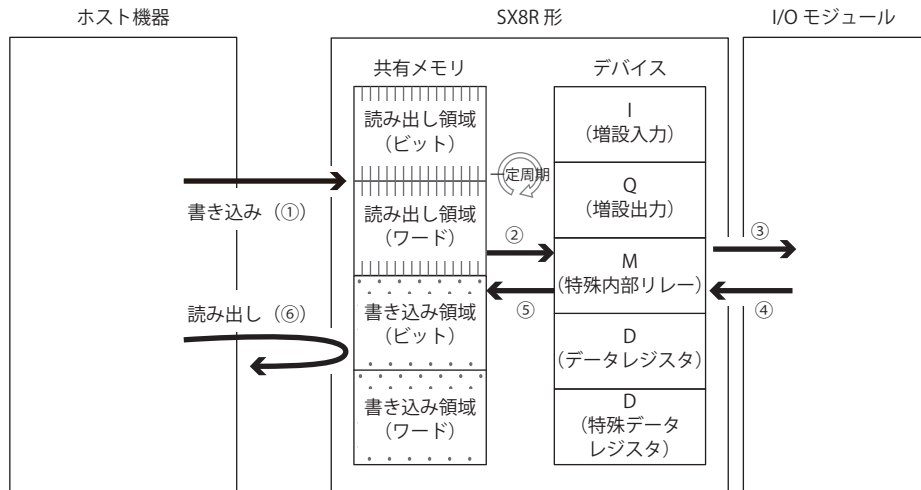 ホスト機器
SX8R 形
I/O モジュール
共有メモリ
デバイス
読み出し領域
（ビット）
I
（増設入力）
一定周期
Q
（増設出力）
書き込み（①）
読み出し領域
（ワード）
②
③
M
（特殊内部リレー）
⑤
④
読み出し（⑥）
書き込み領域
（ビット）
D
（データレジスタ）
書き込み領域
（ワード）
D
（特殊データ
レジスタ）